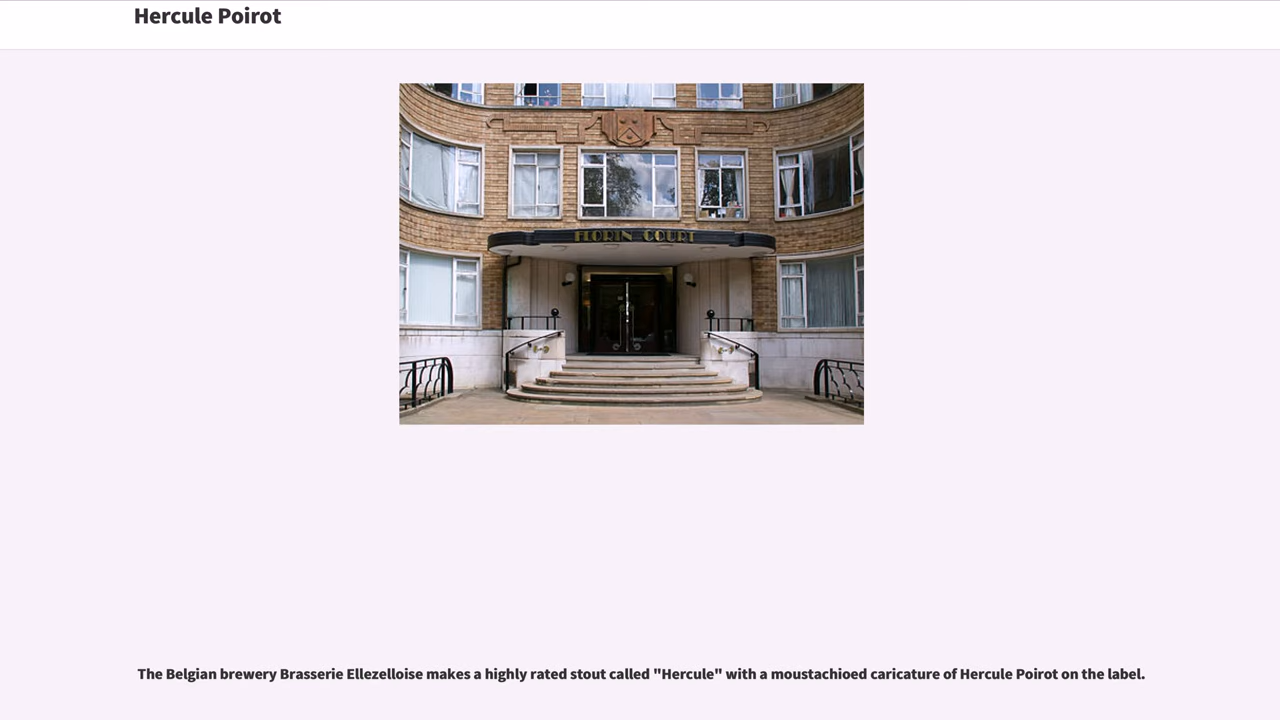 Hercule Poirot
FLORIN COURT
The Belgian brewery Brasserie Ellezelloise makes a highly rated stout called "Hercule" with a moustachioed caricature of Hercule Poirot on the label.